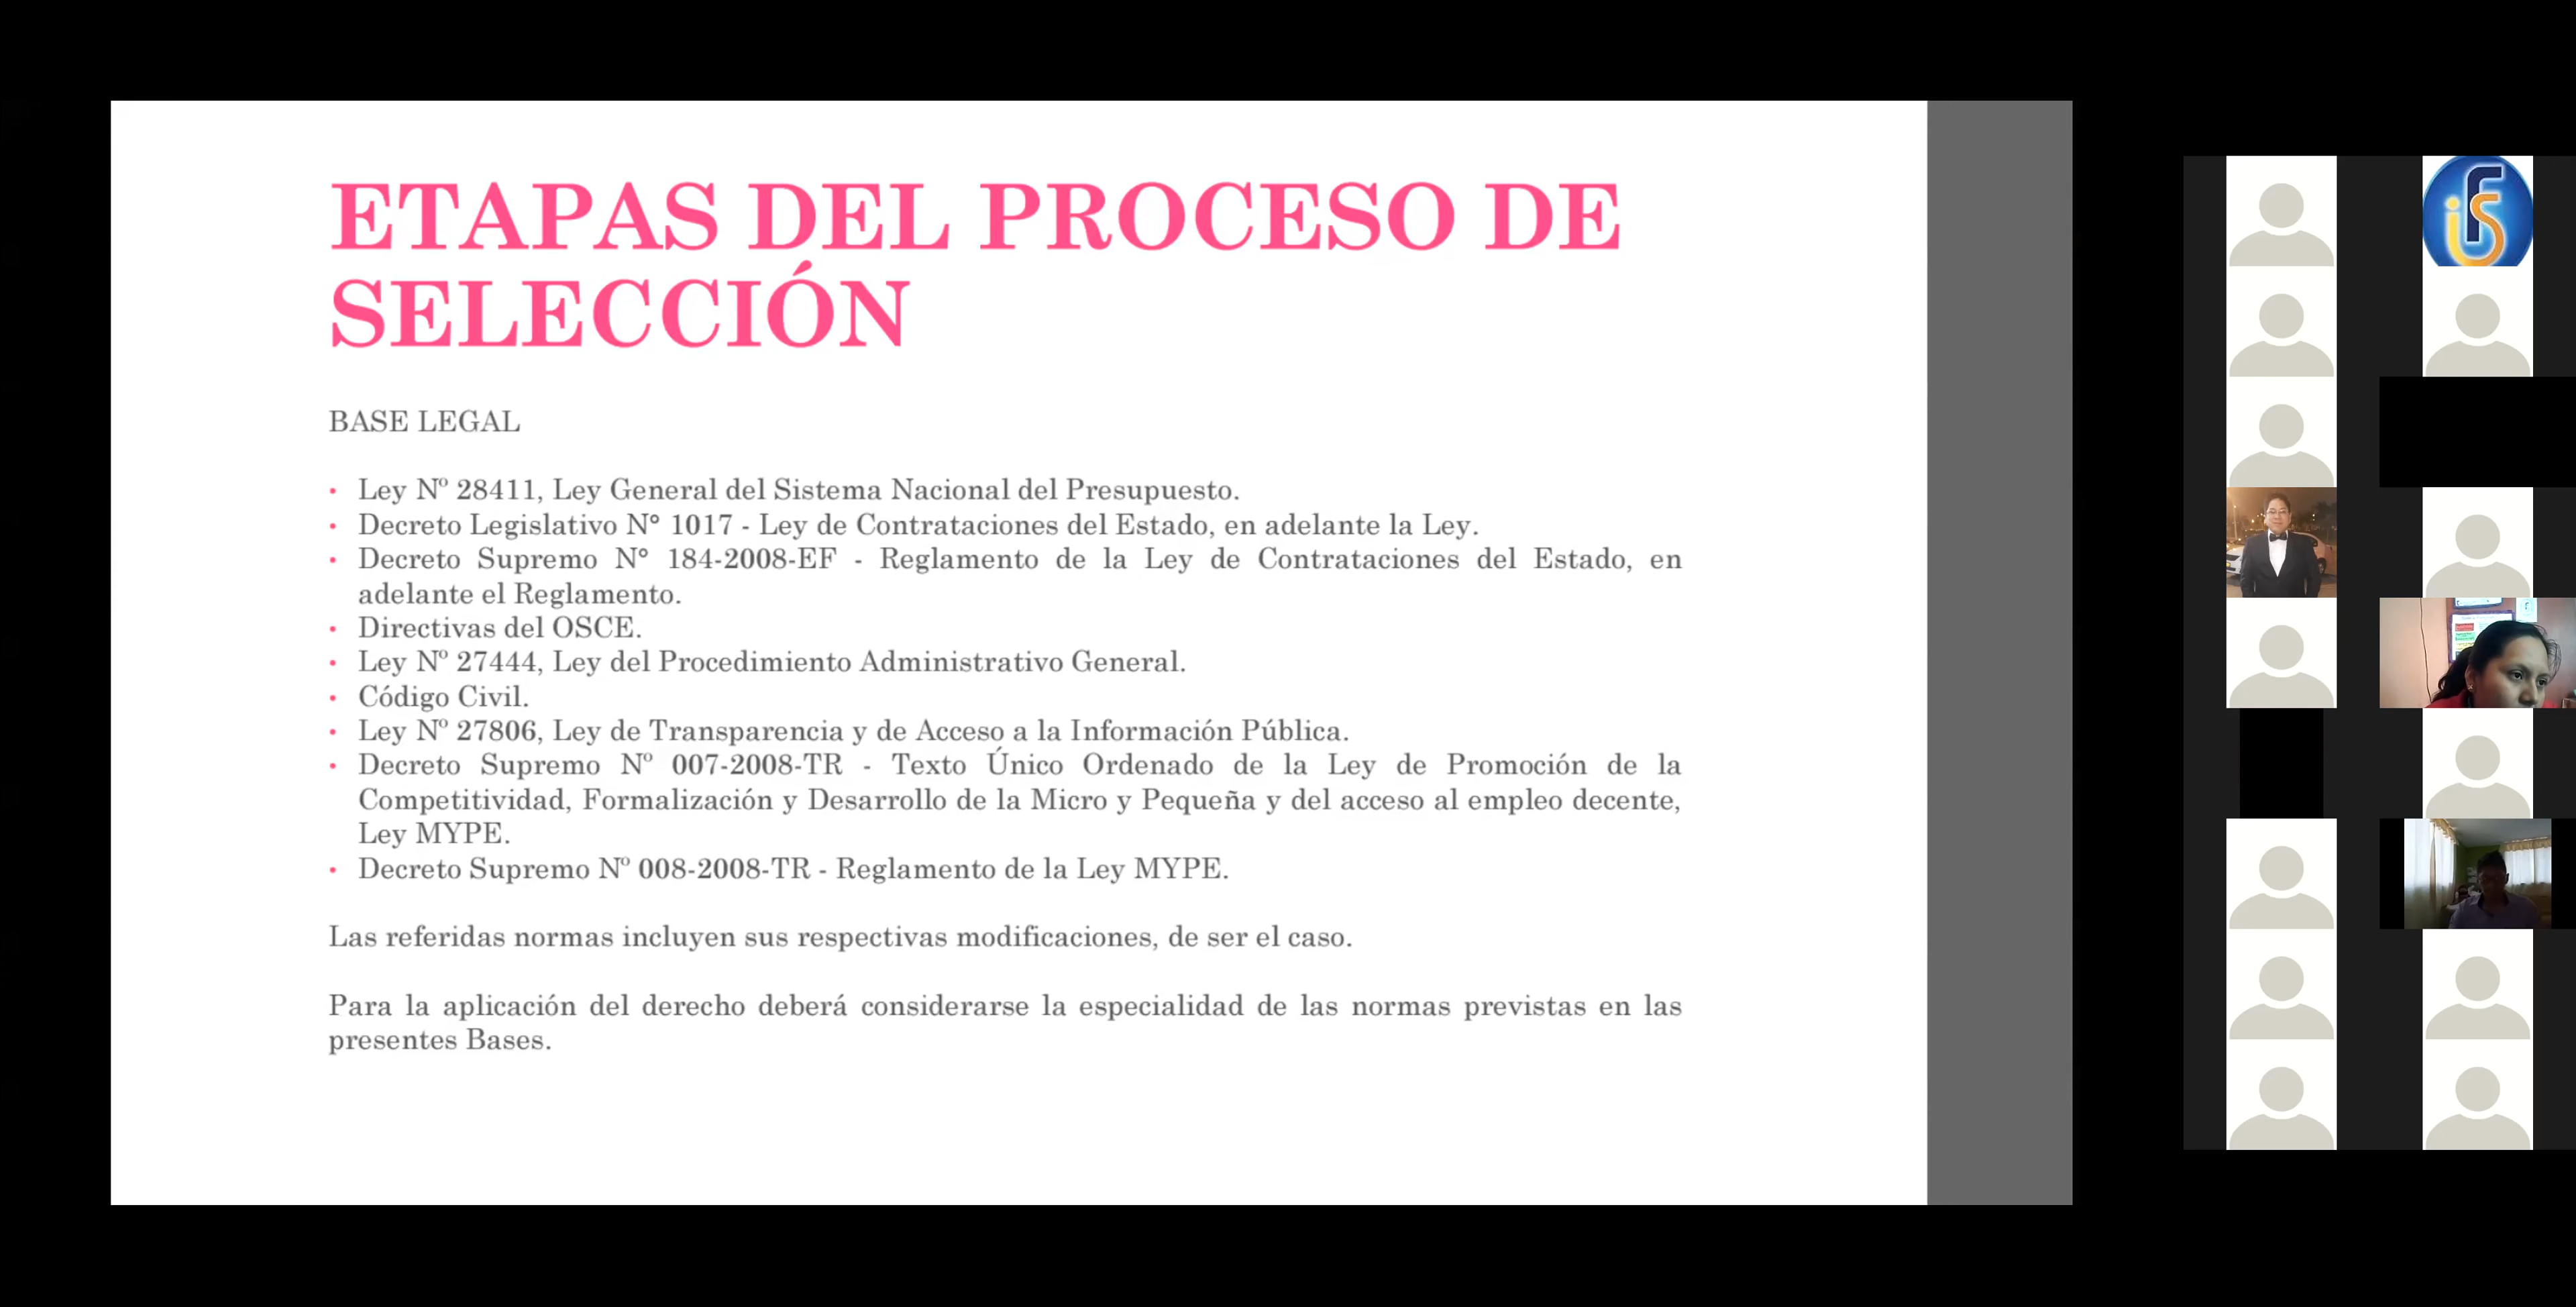 ETAPAS DEL PROCESO DE
SELECCIÓN
BASE LEGAL
• Ley Nº 28411, Ley General del Sistema Nacional del Presupuesto.
• Decreto Legislativo N° 1017 - Ley de Contrataciones del Estado, en adelante la Ley.
• Decreto Supremo N° 184-2008-EF - Reglamento de la Ley de Contrataciones del Estado, en
adelante el Reglamento.
• Directivas del OSCE.
• Ley Nº 27444, Ley del Procedimiento Administrativo General.
• Código Civil.
• Ley Nº 27806, Ley de Transparencia y de Acceso a la Información Pública.
• Decreto Supremo Nº 007-2008-TR - Texto Único Ordenado de la Ley de Promoción de la
Competitividad, Formalización y Desarrollo de la Micro y Pequeña y del acceso al empleo decente,
Ley MYPE.
• Decreto Supremo Nº 008-2008-TR - Reglamento de la Ley MYPE.
Las referidas normas incluyen sus respectivas modificaciones, de ser el caso.
Para la aplicación del derecho deberá considerarse la especialidad de las normas previstas en las
presentes Bases.